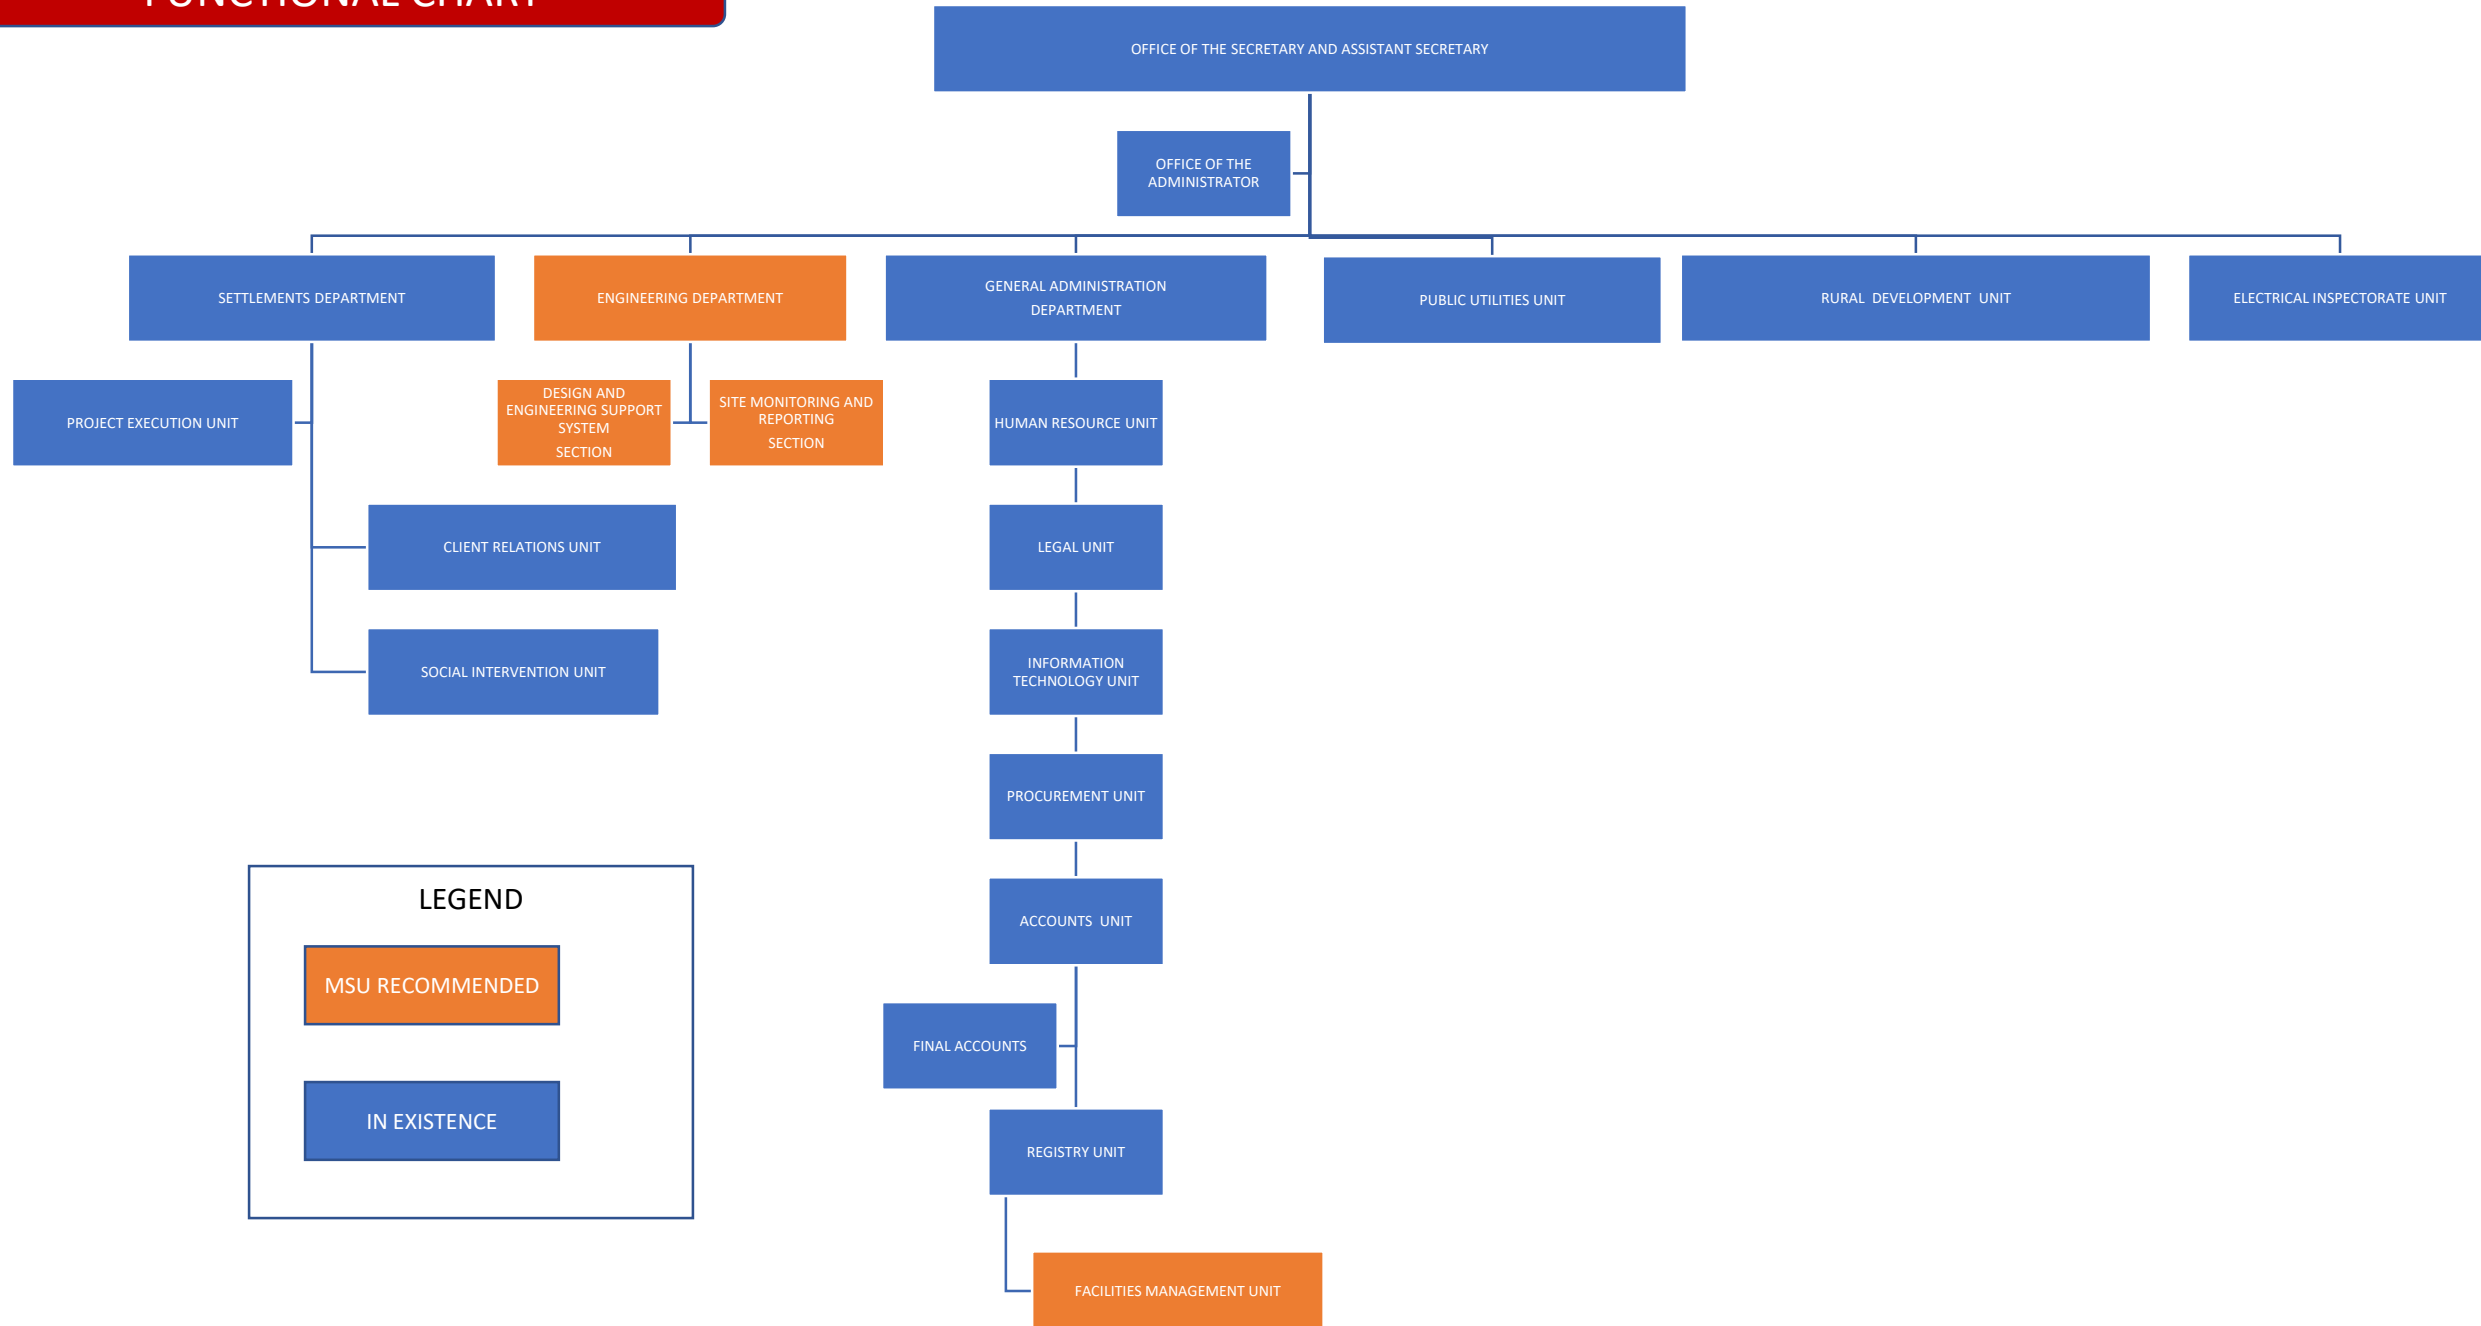 FUNCTIONAL CHART
OFFICE OF THE SECRETARY AND ASSISTANT SECRETARY
OFFICE OF THE
ADMINISTRATOR
SETTLEMENTS DEPARTMENT
ENGINEERING DEPARTMENT
GENERAL ADMINISTRATION
DEPARTMENT
PUBLIC UTILITIES UNIT
RURAL DEVELOPMENT UNIT
ELECTRICAL INSPECTORATE UNIT
PROJECT EXECUTION UNIT
DESIGN AND
ENGINEERING SUPPORT
SYSTEM
SECTION
SITE MONITORING AND
REPORTING
SECTION
HUMAN RESOURCE UNIT
CLIENT RELATIONS UNIT
LEGAL UNIT
SOCIAL INTERVENTION UNIT
INFORMATION
TECHNOLOGY UNIT
PROCUREMENT UNIT
ACCOUNTS UNIT
FINAL ACCOUNTS
REGISTRY UNIT
FACILITIES MANAGEMENT UNIT
LEGEND
MSU RECOMMENDED
IN EXISTENCE